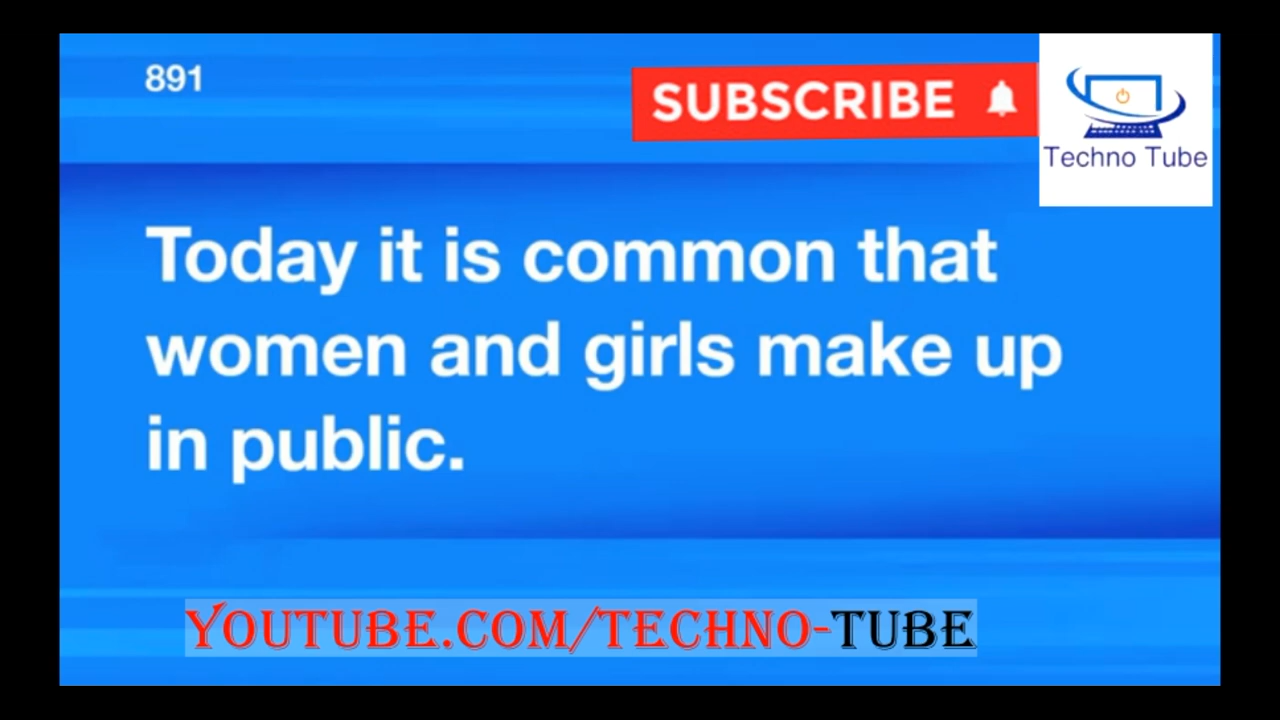 891
SUBSCRIBE
Techno Tube
Today it is common that
women and girls make up
in public.
YOUTUBE.COM/TECHNO-TUBE